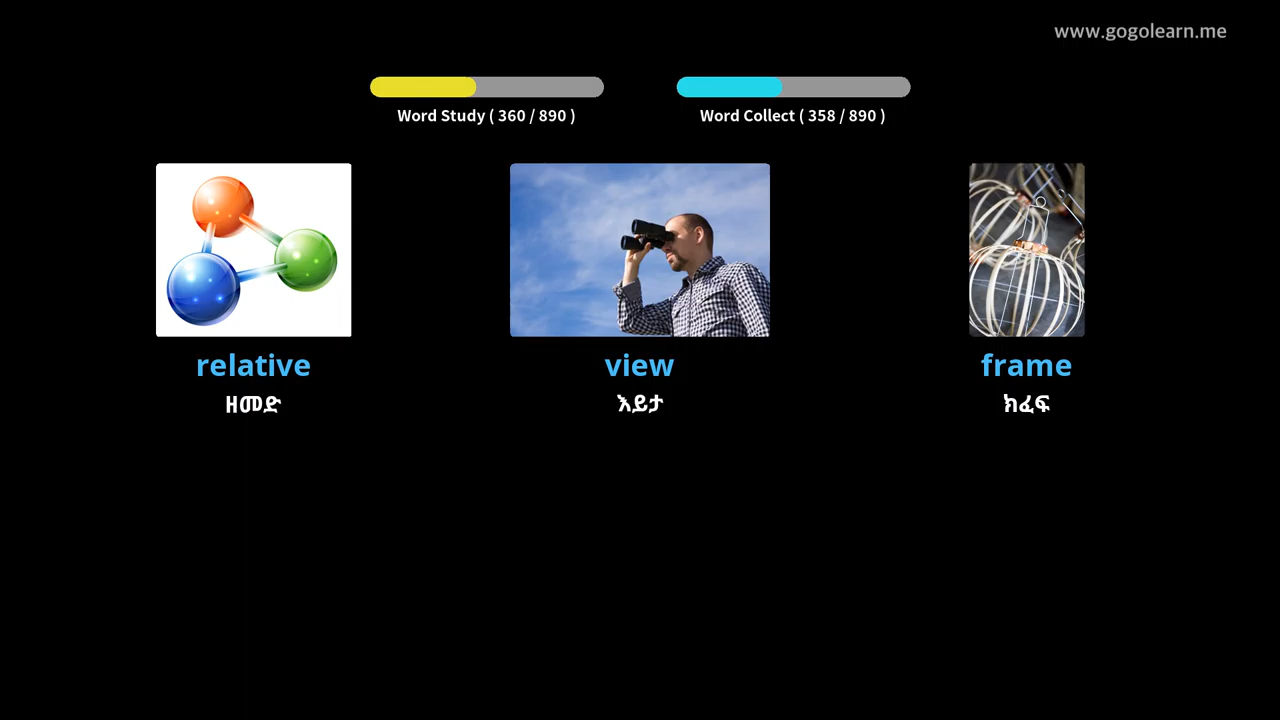 www.gogolearn.me
Word Study ( 360 / 890 )
Word Collect ( 358 / 890 )
relative
ዘመድ
view
እይታ
frame
ክፈፍ